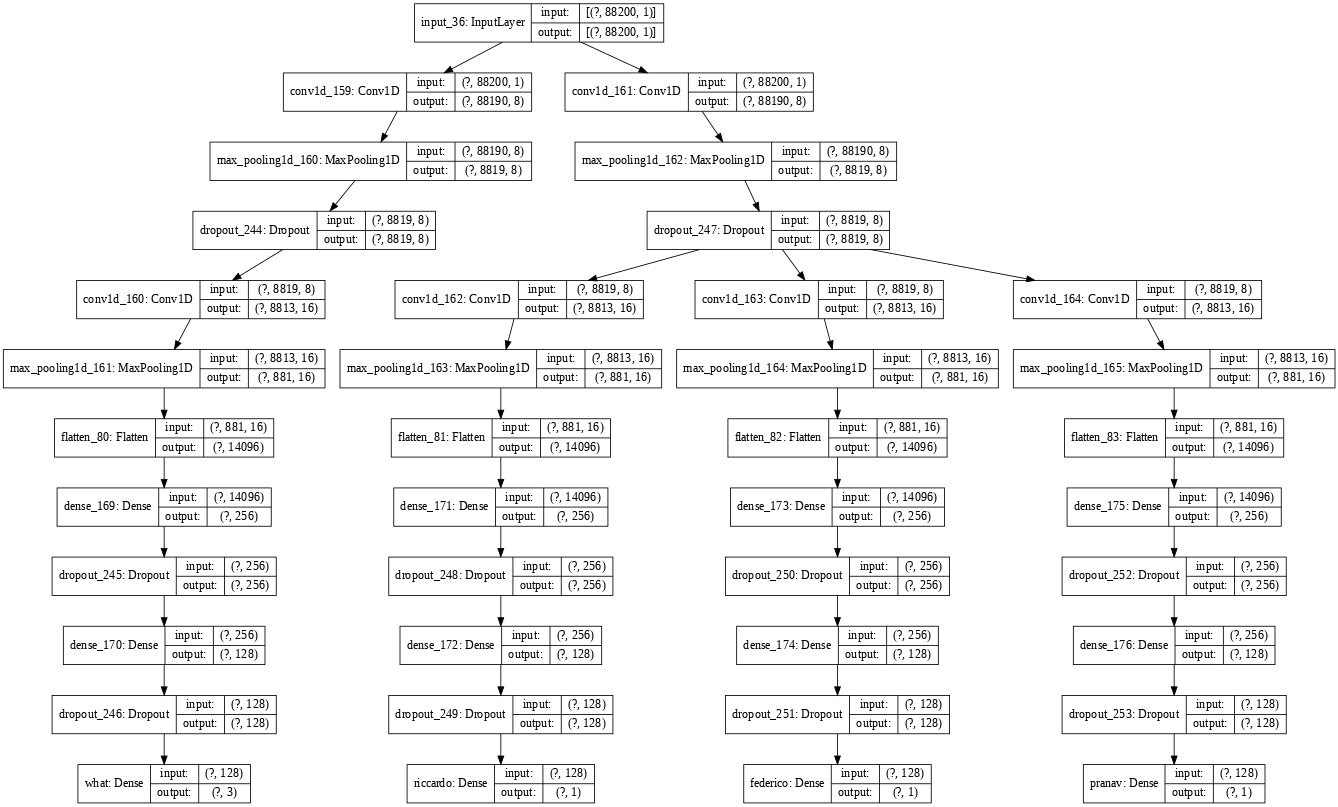 input_36: InputLayer
input: [(?, 88200, 1)]
output: [(?, 88200, 1)]
conv1d_159: Conv1D
input: (?, 88200, 1)
output: (?, 88190, 8)
conv1d_161: Conv1D
input: (?, 88200, 1)
output: (?, 88190, 8)
max_pooling1d_160: MaxPooling1D
input: (?, 88190, 8)
output: (?, 8819, 8)
max_pooling1d_162: MaxPooling1D
input: (?, 88190, 8)
output: (?, 8819, 8)
dropout_244: Dropout
input: (?, 8819, 8)
output: (?, 8819, 8)
dropout_247: Dropout
input: (?, 8819, 8)
output: (?, 8819, 8)
conv1d_160: Conv1D
input: (?, 8819, 8)
output: (?, 8813, 16)
conv1d_162: Conv1D
input: (?, 8819, 8)
output: (?, 8813, 16)
conv1d_163: Conv1D
input: (?, 8819, 8)
output: (?, 8813, 16)
conv1d_164: Conv1D
input: (?, 8819, 8)
output: (?, 8813, 16)
max_pooling1d_161: MaxPooling1D
input: (?, 8813, 16)
output: (?, 881, 16)
max_pooling1d_163: MaxPooling1D
input: (?, 8813, 16)
output: (?, 881, 16)
max_pooling1d_164: MaxPooling1D
input: (?, 8813, 16)
output: (?, 881, 16)
max_pooling1d_165: MaxPooling1D
input: (?, 8813, 16)
output: (?, 881, 16)
flatten_80: Flatten
input: (?, 881, 16)
output: (?, 14096)
flatten_81: Flatten
input: (?, 881, 16)
output: (?, 14096)
flatten_82: Flatten
input: (?, 881, 16)
output: (?, 14096)
flatten_83: Flatten
input: (?, 881, 16)
output: (?, 14096)
dense_169: Dense
input: (?, 14096)
output: (?, 256)
dense_171: Dense
input: (?, 14096)
output: (?, 256)
dense_173: Dense
input: (?, 14096)
output: (?, 256)
dense_175: Dense
input: (?, 14096)
output: (?, 256)
dropout_245: Dropout
input: (?, 256)
output: (?, 256)
dropout_248: Dropout
input: (?, 256)
output: (?, 256)
dropout_250: Dropout
input: (?, 256)
output: (?, 256)
dropout_252: Dropout
input: (?, 256)
output: (?, 256)
dense_170: Dense
input: (?, 256)
output: (?, 128)
dense_172: Dense
input: (?, 256)
output: (?, 128)
dense_174: Dense
input: (?, 256)
output: (?, 128)
dense_176: Dense
input: (?, 256)
output: (?, 128)
dropout_246: Dropout
input: (?, 128)
output: (?, 128)
dropout_249: Dropout
input: (?, 128)
output: (?, 128)
dropout_251: Dropout
input: (?, 128)
output: (?, 128)
dropout_253: Dropout
input: (?, 128)
output: (?, 128)
what: Dense
input: (?, 128)
output: (?, 3)
riccardo: Dense
input: (?, 128)
output: (?, 1)
federico: Dense
input: (?, 128)
output: (?, 1)
pranav: Dense
input: (?, 128)
output: (?, 1)